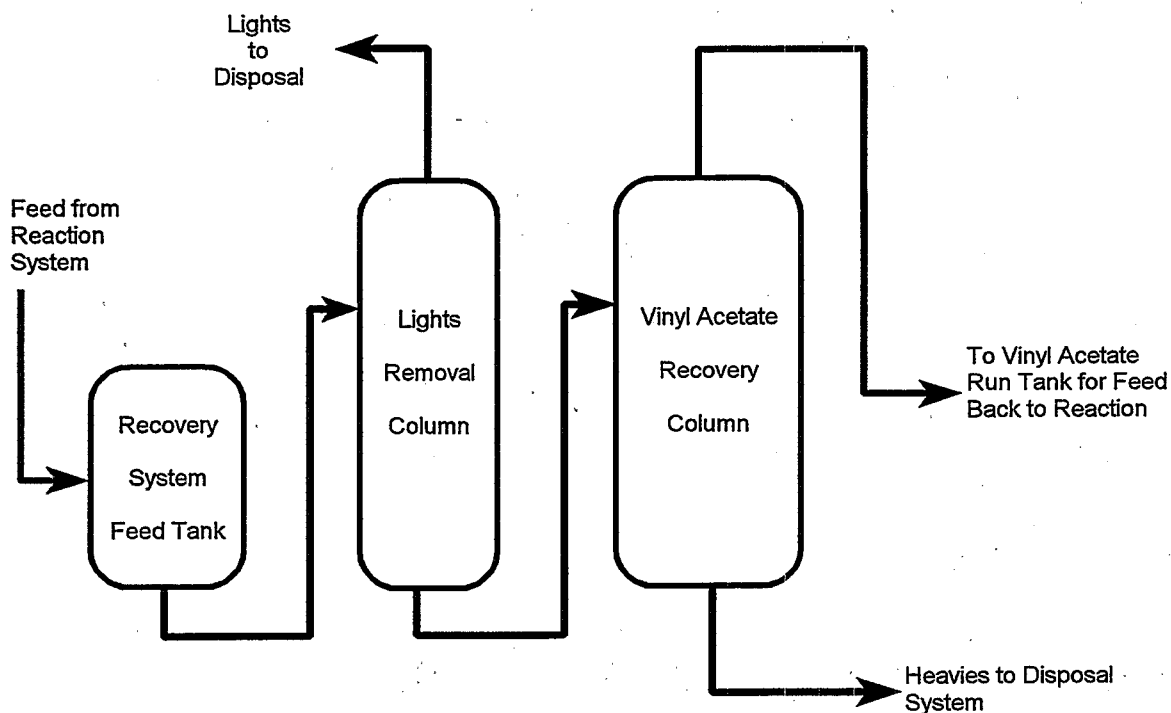 Lights
to
Disposal
Feed from
Reaction
System
Recovery
System
Feed Tank
Lights
Removal
Column
Vinyl Acetate
Recovery
Column
To Vinyl Acetate
Run Tank for Feed
Back to Reaction
Heavies to Disposal
System